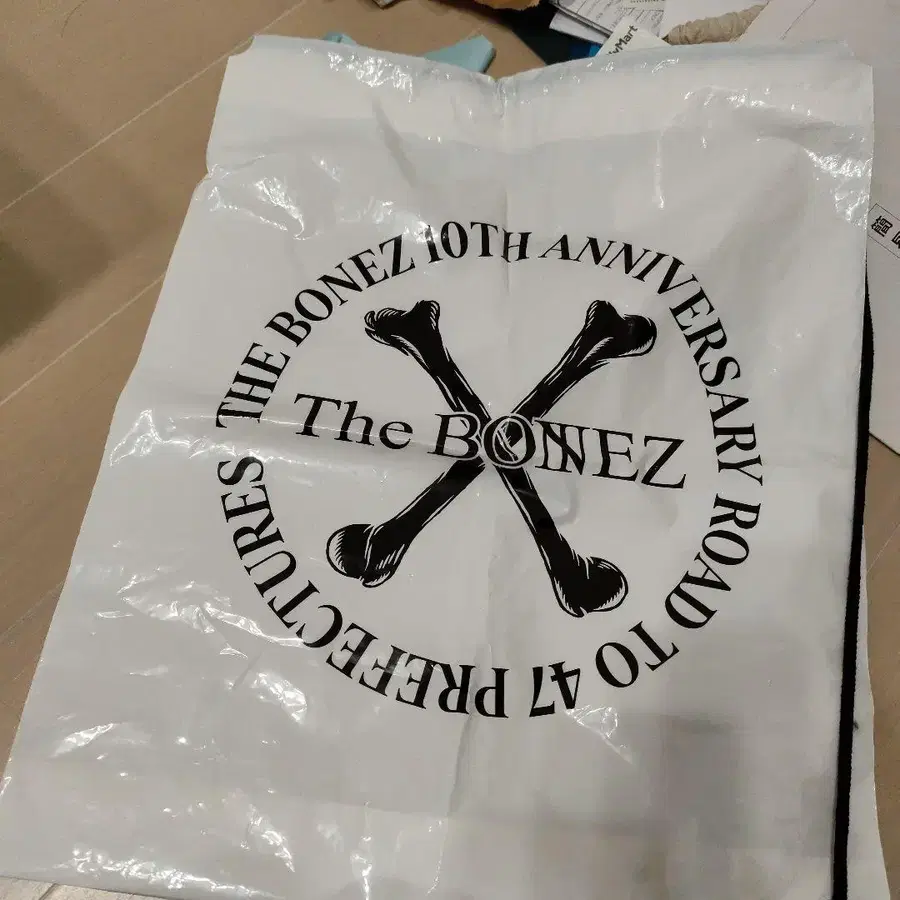 THE BONEZ 10TH ANNIVERSARY ROAD TO 47 PREFECTURES
The BONEZ